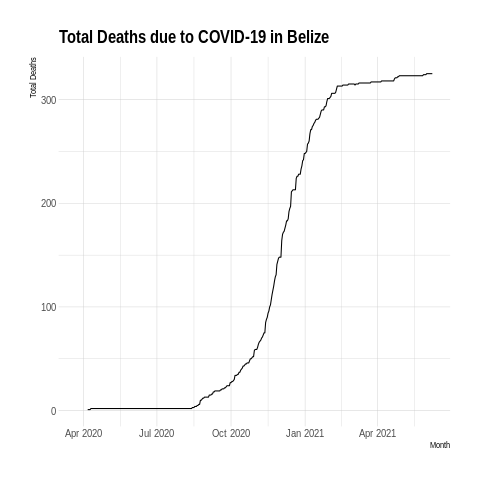 Total Deaths due to COVID-19 in Belize
Total Deaths
300
200
100
0
Apr 2020 Jul 2020 Oct 2020 Jan 2021 Apr 2021
Month